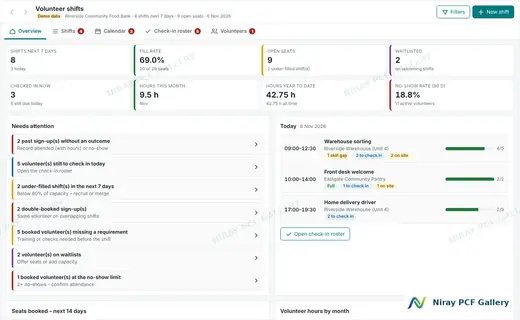 Volunteer shifts
Demo data · Riverside Community Food Bank · 8 shifts next 7 days · 9 open seats · 6 Nov 2026
Filters
+ New shift
Overview
Shifts 4
Calendar 2
Check-in roster 5
Volunteers 1
SHIFTS NEXT 7 DAYS
8
3 today
FILL RATE
69.0%
20 of 29 seats
OPEN SEATS
9
2 under-filled shift(s)
WAITLISTED
2
on upcoming shifts
CHECKED IN NOW
3
5 still due today
HOURS THIS MONTH
9.5 h
Nov
HOURS YEAR TO DATE
42.75 h
42.75 h all time
NO-SHOW RATE (90 D)
18.8%
11 active volunteers
Needs attention
2 past sign-up(s) without an outcome
Record attended (with hours) or no-show
5 volunteer(s) still to check in today
Open the check-in roster
2 under-filled shift(s) in the next 7 days
Below 60% of capacity - recruit or merge
2 double-booked sign-up(s)
Same volunteer on overlapping shifts
5 booked volunteer(s) missing a requirement
Training or checks needed before the shift
2 volunteer(s) on waitlists
Offer seats or add capacity
1 booked volunteer(s) at the no-show limit
2+ no-shows - confirm attendance
Today 6 Nov 2026
09:00–12:30
Warehouse sorting
Riverside Warehouse (Unit 4)
1 skill gap
2 to check in
2 on site
4/5
10:00–14:00
Front desk welcome
Eastgate Community Pantry
Full
1 to check in
1 on site
2/2
17:00–19:30
Home delivery driver
Riverside Warehouse (Unit 4)
2 to check in
Open check-in roster
Seats booked – next 14 days
Volunteer hours by month
NIRAY PCF GALLERY
Niray PCF Gallery